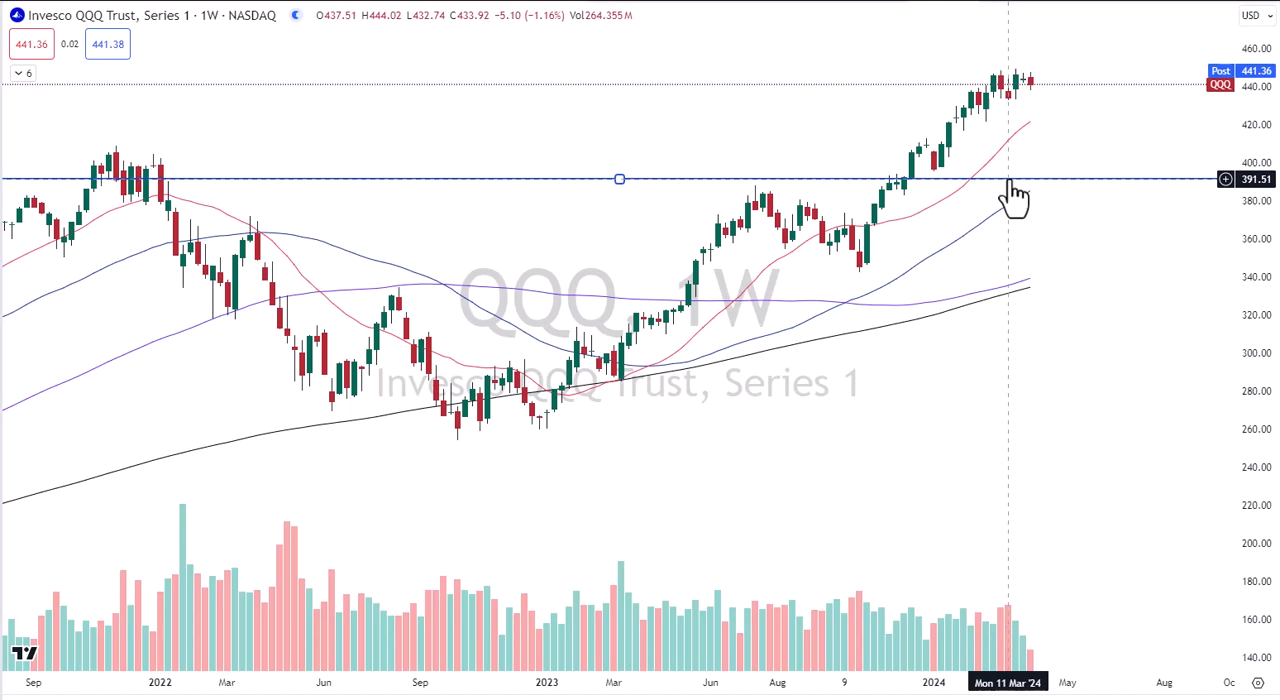 Invesco QQQ Trust, Series 1 · 1W · NASDAQ O437.51 H444.02 L432.74 C433.92 −5.10 (−1.16%) Vol264.355M
USD
441.36 0.02 441.38
6
460.00
Post 441.36
QQQ
440.00
420.00
400.00
391.51
380.00
360.00
340.00
320.00
300.00
280.00
260.00
240.00
220.00
200.00
180.00
160.00
140.00
QQQ, 1W
Invesco QQQ Trust, Series 1
TV
Sep 2022 Mar Jun Sep 2023 Mar Jun Aug 9 2024 Mon 11 Mar '24 May Aug Oc